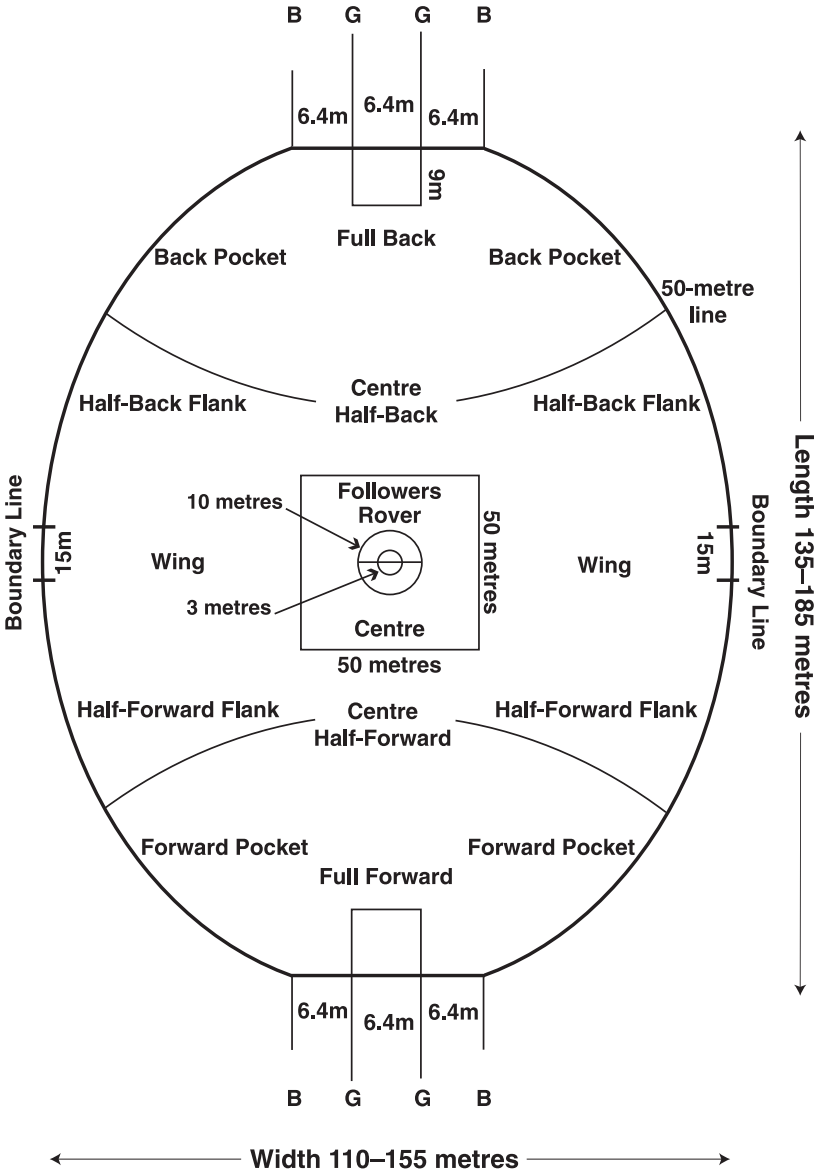 B G G B
6.4m 6.4m 6.4m
9m
Full Back
Back Pocket
Back Pocket
50-metre
line
Half-Back Flank
Centre
Half-Back
Half-Back Flank
Followers
Rover
10 metres
50 metres
Boundary Line
15m
Wing
Wing
15m
Boundary Line
Length 135–185 metres
3 metres
Centre
50 metres
Half-Forward Flank
Centre
Half-Forward
Half-Forward Flank
Forward Pocket
Forward Pocket
Full Forward
6.4m 6.4m 6.4m
B G G B
Width 110–155 metres